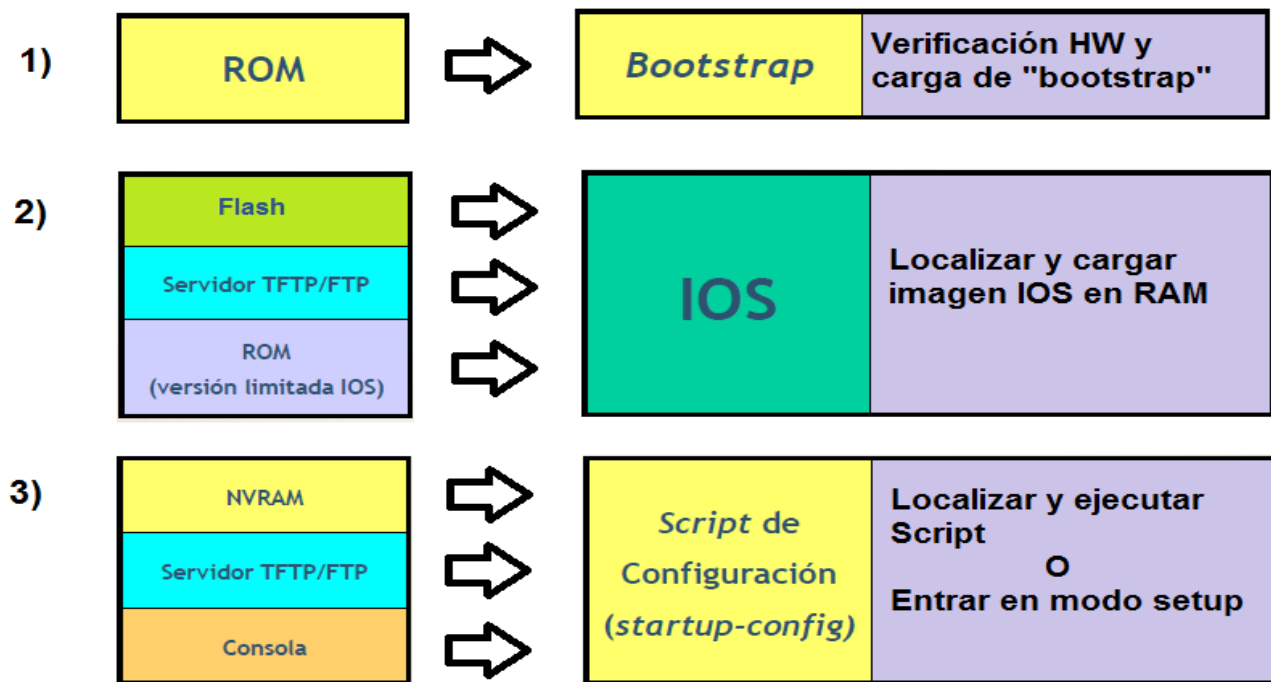 1)
ROM
Bootstrap
Verificación HW y
carga de "bootstrap"
2)
Flash
Servidor TFTP/FTP
ROM
(versión limitada IOS)
IOS
Localizar y cargar
imagen IOS en RAM
3)
NVRAM
Servidor TFTP/FTP
Consola
Script de
Configuración
(startup-config)
Localizar y ejecutar
Script
O
Entrar en modo setup